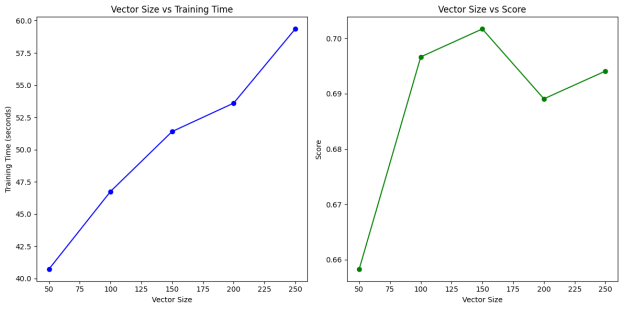 Vector Size vs Training Time
Training Time (seconds)
60.0
57.5
55.0
52.5
50.0
47.5
45.0
42.5
40.0
50 75 100 125 150 175 200 225 250
Vector Size
Vector Size vs Score
Score
0.70
0.69
0.68
0.67
0.66
50 75 100 125 150 175 200 225 250
Vector Size